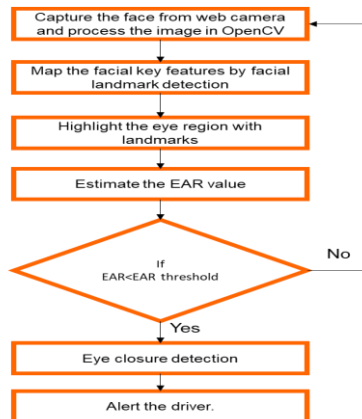 Capture the face from web camera
and process the image in OpenCV
Map the facial key features by facial
landmark detection
Highlight the eye region with
landmarks
Estimate the EAR value
If
EAR<EAR threshold
No
Yes
Eye closure detection
Alert the driver.